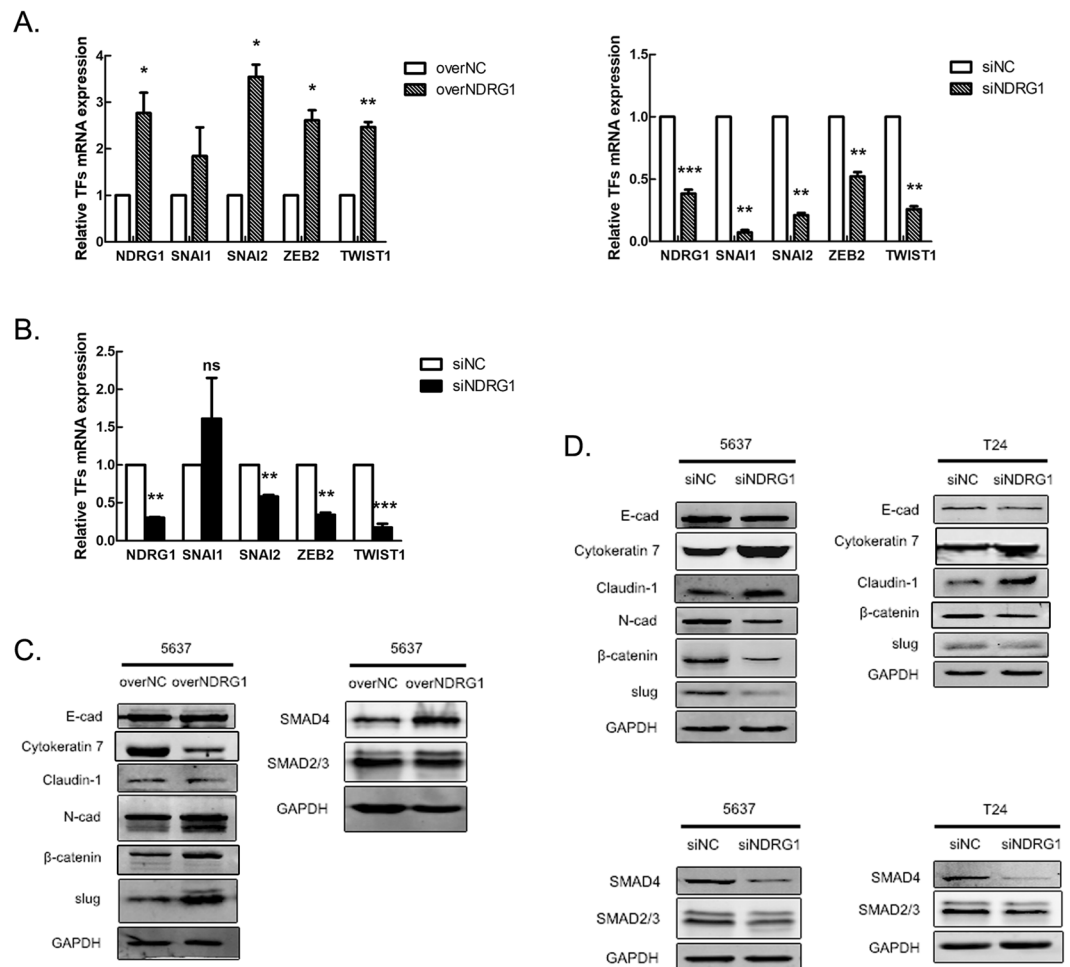 A.
Relative TFs mRNA expression
4
3
2
1
0
*
*
*
**
NDRG1 SNAI1 SNAI2 ZEB2 TWIST1
overNC
overNDRG1
Relative TFs mRNA expression
1.5
1.0
0.5
0.0
***
**
**
**
**
NDRG1 SNAI1 SNAI2 ZEB2 TWIST1
siNC
siNDRG1
B.
Relative TFs mRNA expression
2.5
2.0
1.5
1.0
0.5
0.0
**
ns
**
**
***
NDRG1 SNAI1 SNAI2 ZEB2 TWIST1
siNC
siNDRG1
C.
5637
overNC overNDRG1
E-cad
Cytokeratin 7
Claudin-1
N-cad
β-catenin
slug
GAPDH
5637
overNC overNDRG1
SMAD4
SMAD2/3
GAPDH
D.
5637
siNC siNDRG1
E-cad
Cytokeratin 7
Claudin-1
N-cad
β-catenin
slug
GAPDH
T24
siNC siNDRG1
E-cad
Cytokeratin 7
Claudin-1
β-catenin
slug
GAPDH
5637
siNC siNDRG1
SMAD4
SMAD2/3
GAPDH
T24
siNC siNDRG1
SMAD4
SMAD2/3
GAPDH